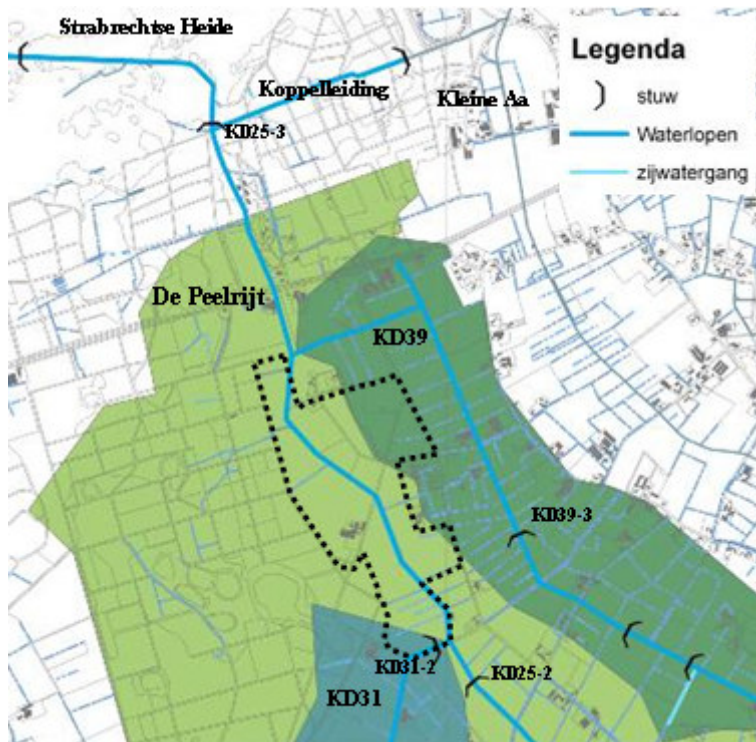 Strabrechtse Heide
Koppelleiding
Kleine Aa
KD25-3
Legenda
stuw
Waterlopen
zijwatergang
De Peelrijt
KD39
KD39-3
KD31-2
KD25-2
KD31